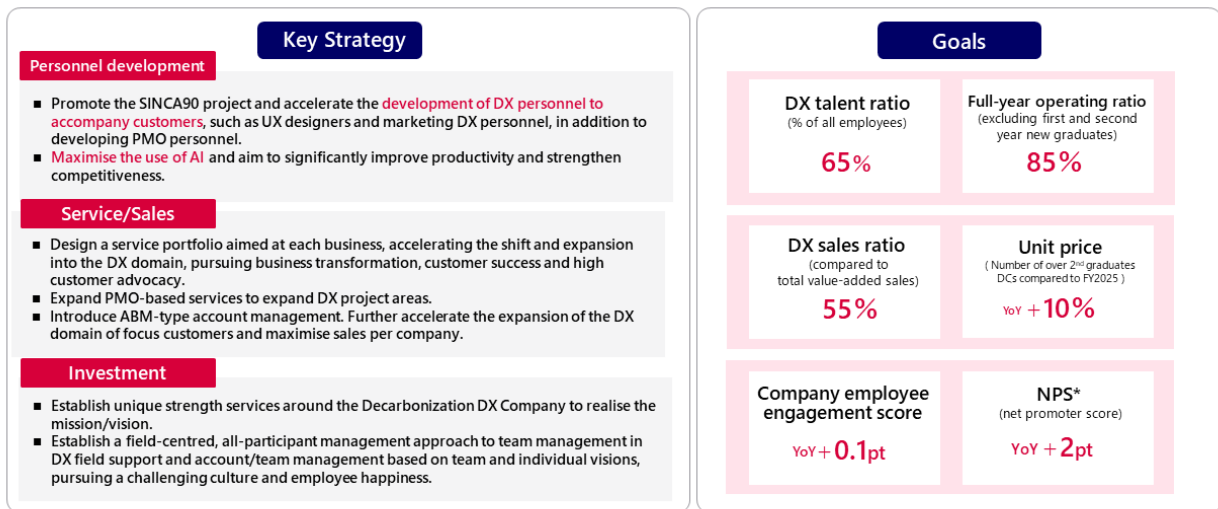 Key Strategy
Personnel development
■ Promote the SINCA90 project and accelerate the development of DX personnel to
accompany customers, such as UX designers and marketing DX personnel, in addition to
developing PMO personnel.
■ Maximise the use of AI and aim to significantly improve productivity and strengthen
competitiveness.
Service/Sales
■ Design a service portfolio aimed at each business, accelerating the shift and expansion
into the DX domain, pursuing business transformation, customer success and high
customer advocacy.
■ Expand PMO-based services to expand DX project areas.
■ Introduce ABM-type account management. Further accelerate the expansion of the DX
domain of focus customers and maximise sales per company.
Investment
■ Establish unique strength services around the Decarbonization DX Company to realise the
mission/vision.
■ Establish a field-centred, all-participant management approach to team management in
DX field support and account/team management based on team and individual visions,
pursuing a challenging culture and employee happiness.
Goals
DX talent ratio
(% of all employees)
65%
Full-year operating ratio
(excluding first and second
year new graduates)
85%
DX sales ratio
(compared to
total value-added sales)
55%
Unit price
( Number of over 2nd graduates
DCs compared to FY2025 )
YoY +10%
Company employee
engagement score
YoY+0.1pt
NPS*
(net promoter score)
YoY +2pt